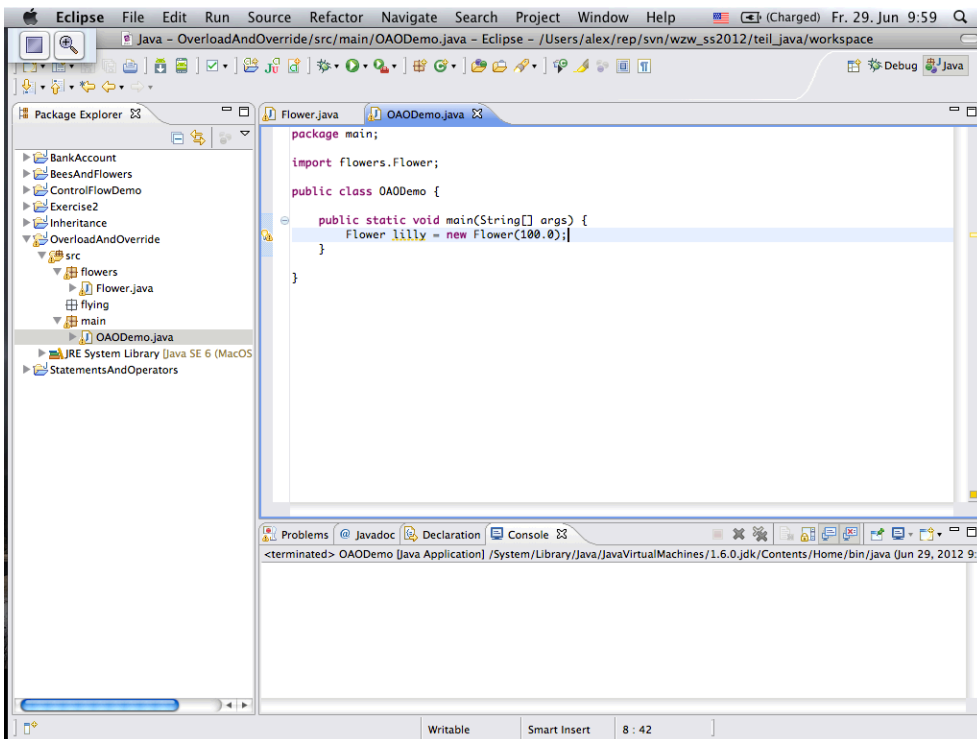 Eclipse File Edit Run Source Refactor Navigate Search Project Window Help (Charged) Fr. 29. Jun 9:59
Java – OverloadAndOverride/src/main/OAODemo.java – Eclipse – /Users/alex/rep/svn/wzw_ss2012/teil_java/workspace
Debug Java
Package Explorer
BankAccount
BeesAndFlowers
ControlFlowDemo
Exercise2
Inheritance
OverloadAndOverride
src
flowers
Flower.java
flying
main
OAODemo.java
JRE System Library [Java SE 6 (MacOS
StatementsAndOperators
Flower.java OAODemo.java
package main;
import flowers.Flower;
public class OAODemo {
public static void main(String[] args) {
Flower lilly = new Flower(100.0);
}
}
Problems @ Javadoc Declaration Console
<terminated> OAODemo [Java Application] /System/Library/Java/JavaVirtualMachines/1.6.0.jdk/Contents/Home/bin/java (Jun 29, 2012 9:
Writable Smart Insert 8 : 42